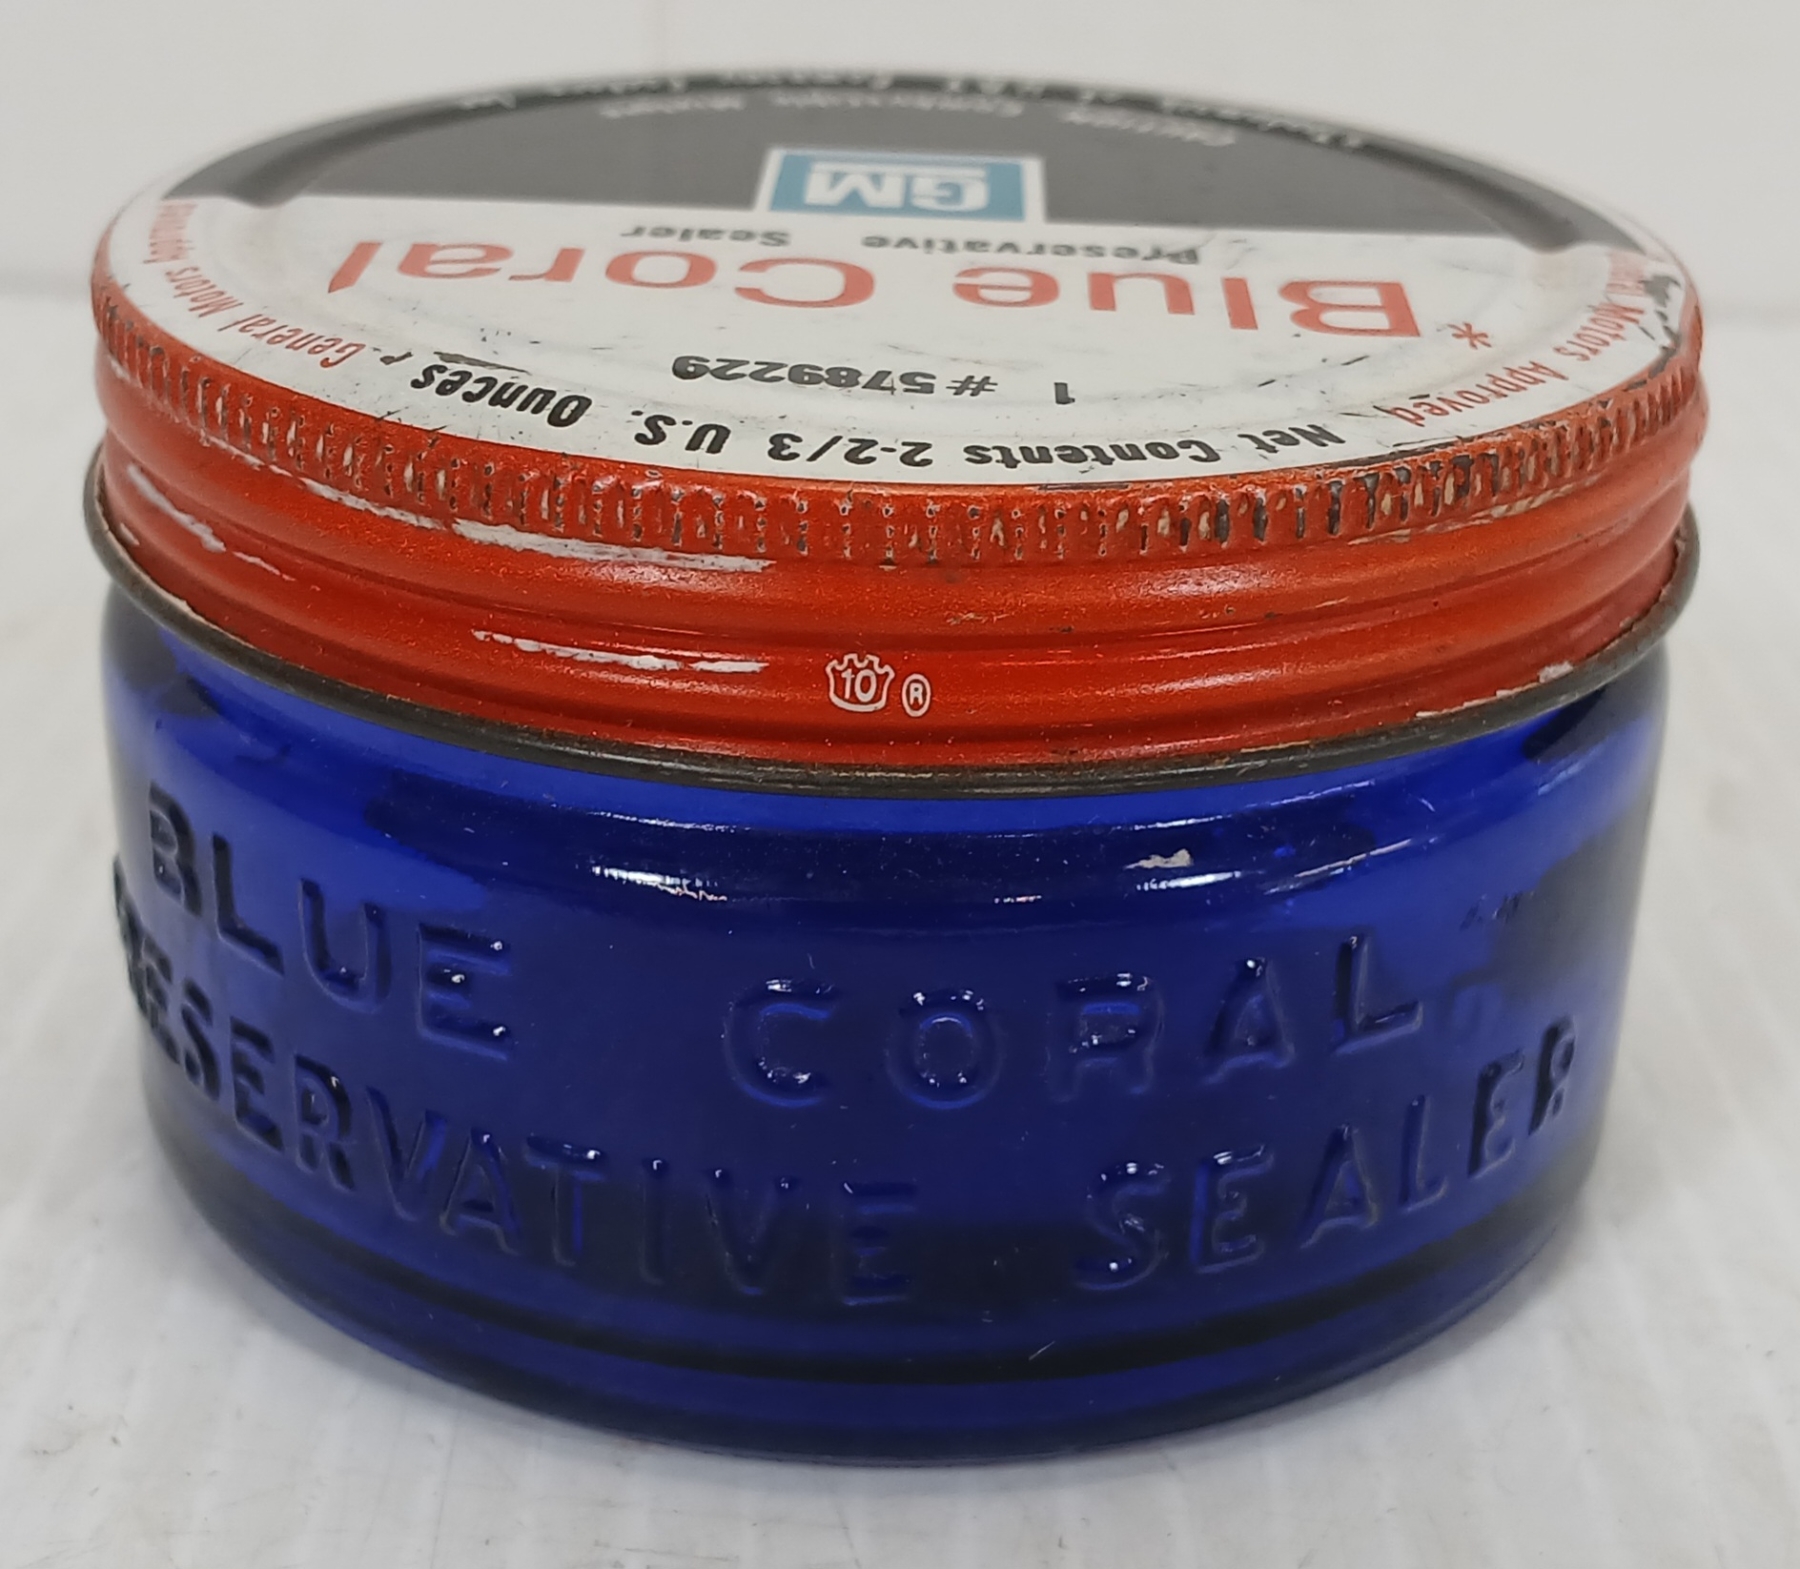 GM
Preservative Sealer
* Blue Coral
1 #5789229
Motors Approved
Net Contents 2-2/3 U.S. Ounces
General Motors
10 ®
BLUE CORAL
PRESERVATIVE SEALER